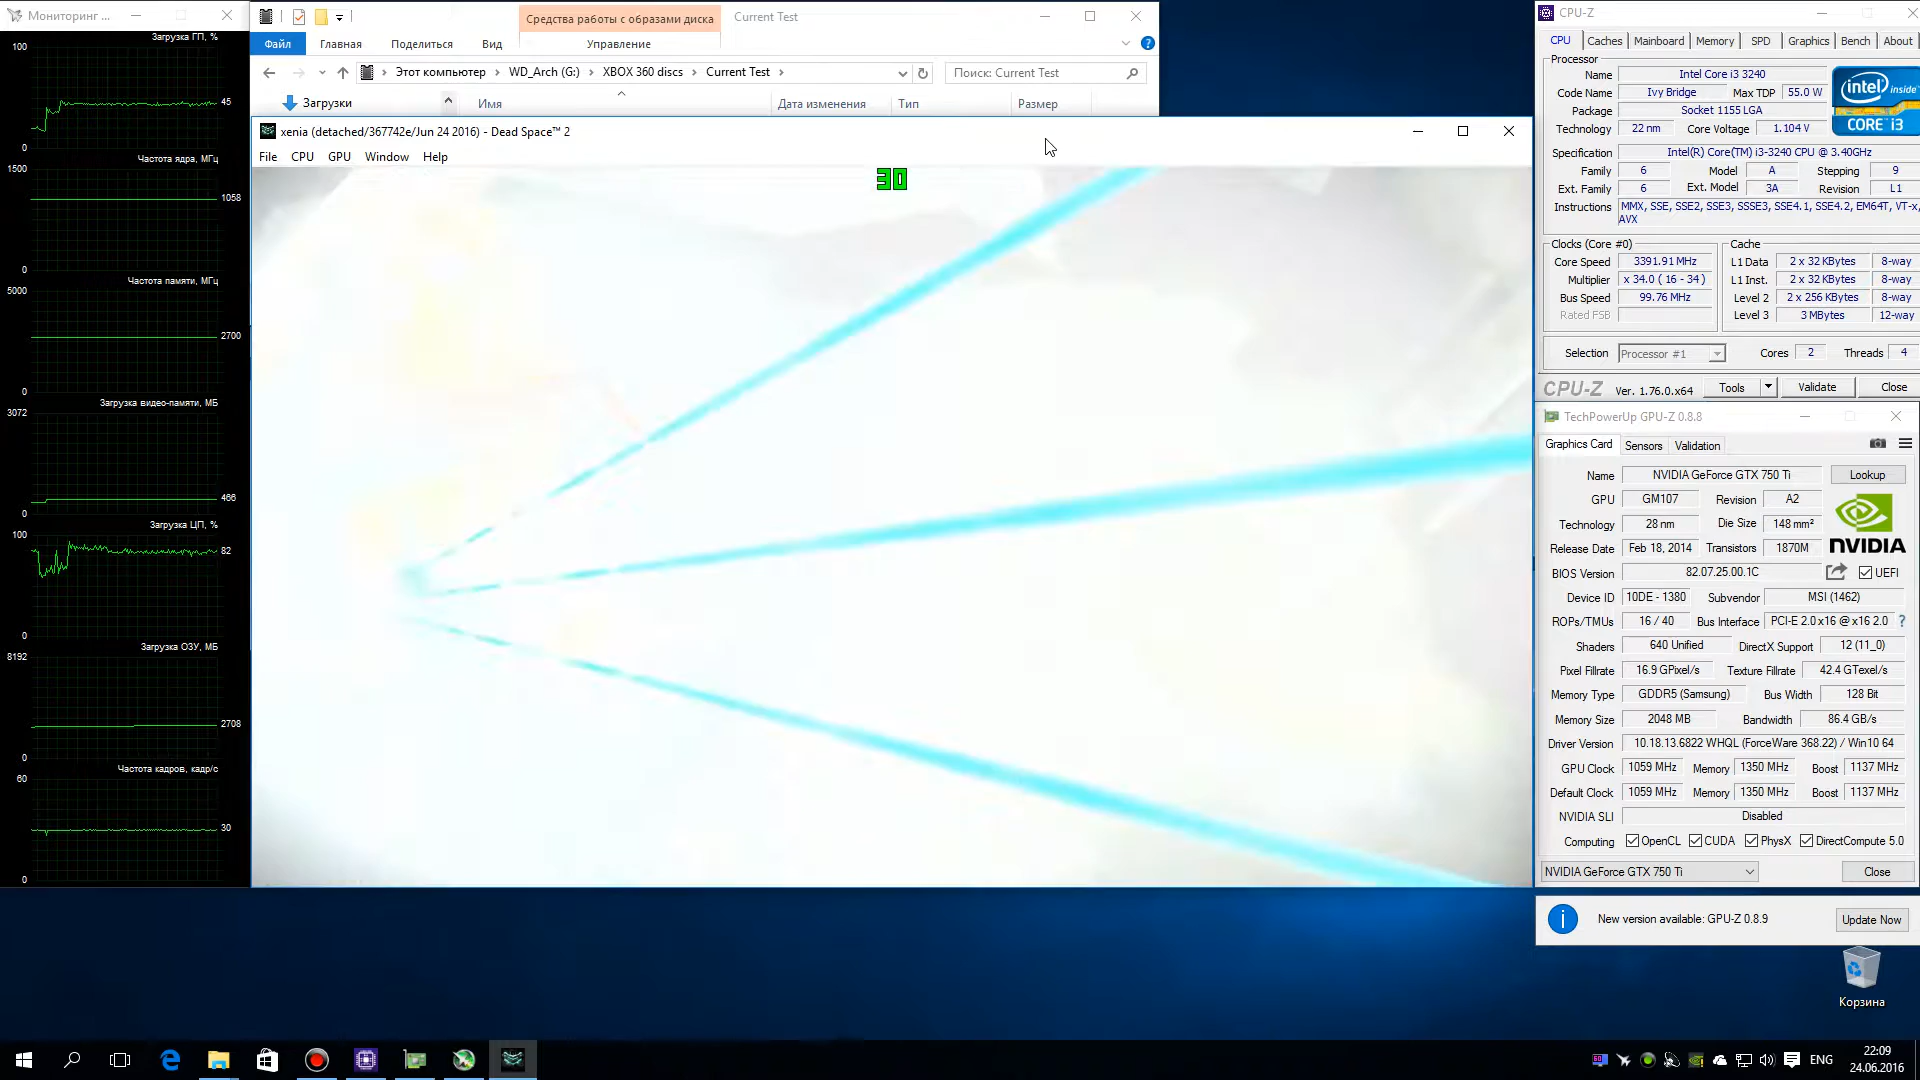 Мониторинг ...
Загрузка ГП, %
100
45
0
Частота ядра, МГц
1500
1058
0
Частота памяти, МГц
5000
2700
0
Загрузка видео-памяти, МБ
3072
466
0
Загрузка ЦП, %
100
82
0
Загрузка ОЗУ, МБ
8192
2708
0
Частота кадров, кадр/с
60
30
0
Средства работы с образами диска
Current Test
Файл
Главная
Поделиться
Вид
Управление
Этот компьютер
WD_Arch (G:)
XBOX 360 discs
Current Test
Поиск: Current Test
Загрузки
Имя
Дата изменения
Тип
Размер
xenia (detached/367742e/Jun 24 2016) - Dead Space™ 2
File CPU GPU Window Help
30
CPU-Z
CPU Caches Mainboard Memory SPD Graphics Bench About
Processor
Name Intel Core i3 3240
Code Name Ivy Bridge Max TDP 55.0 W
Package Socket 1155 LGA
Technology 22 nm Core Voltage 1.104 V
intel inside
CORE i3
Specification Intel(R) Core(TM) i3-3240 CPU @ 3.40GHz
Family 6 Model A Stepping 9
Ext. Family 6 Ext. Model 3A Revision L1
Instructions MMX, SSE, SSE2, SSE3, SSSE3, SSE4.1, SSE4.2, EM64T, VT-x,
AVX
Clocks (Core #0)
Core Speed 3391.91 MHz
Multiplier x 34.0 ( 16 - 34 )
Bus Speed 99.76 MHz
Rated FSB
Cache
L1 Data 2 x 32 KBytes 8-way
L1 Inst. 2 x 32 KBytes 8-way
Level 2 2 x 256 KBytes 8-way
Level 3 3 MBytes 12-way
Selection Processor #1 Cores 2 Threads 4
CPU-Z Ver. 1.76.0.x64 Tools Validate Close
TechPowerUp GPU-Z 0.8.8
Graphics Card Sensors Validation
Name NVIDIA GeForce GTX 750 Ti Lookup
GPU GM107 Revision A2
Technology 28 nm Die Size 148 mm²
Release Date Feb 18, 2014 Transistors 1870M
NVIDIA
BIOS Version 82.07.25.00.1C UEFI
Device ID 10DE - 1380 Subvendor MSI (1462)
ROPs/TMUs 16 / 40 Bus Interface PCI-E 2.0 x16 @ x16 2.0 ?
Shaders 640 Unified DirectX Support 12 (11_0)
Pixel Fillrate 16.9 GPixel/s Texture Fillrate 42.4 GTexel/s
Memory Type GDDR5 (Samsung) Bus Width 128 Bit
Memory Size 2048 MB Bandwidth 86.4 GB/s
Driver Version 10.18.13.6822 WHQL (ForceWare 368.22) / Win10 64
GPU Clock 1059 MHz Memory 1350 MHz Boost 1137 MHz
Default Clock 1059 MHz Memory 1350 MHz Boost 1137 MHz
NVIDIA SLI Disabled
Computing OpenCL CUDA PhysX DirectCompute 5.0
NVIDIA GeForce GTX 750 Ti Close
New version available: GPU-Z 0.8.9 Update Now
Корзина
60
ENG
22:09
24.06.2016